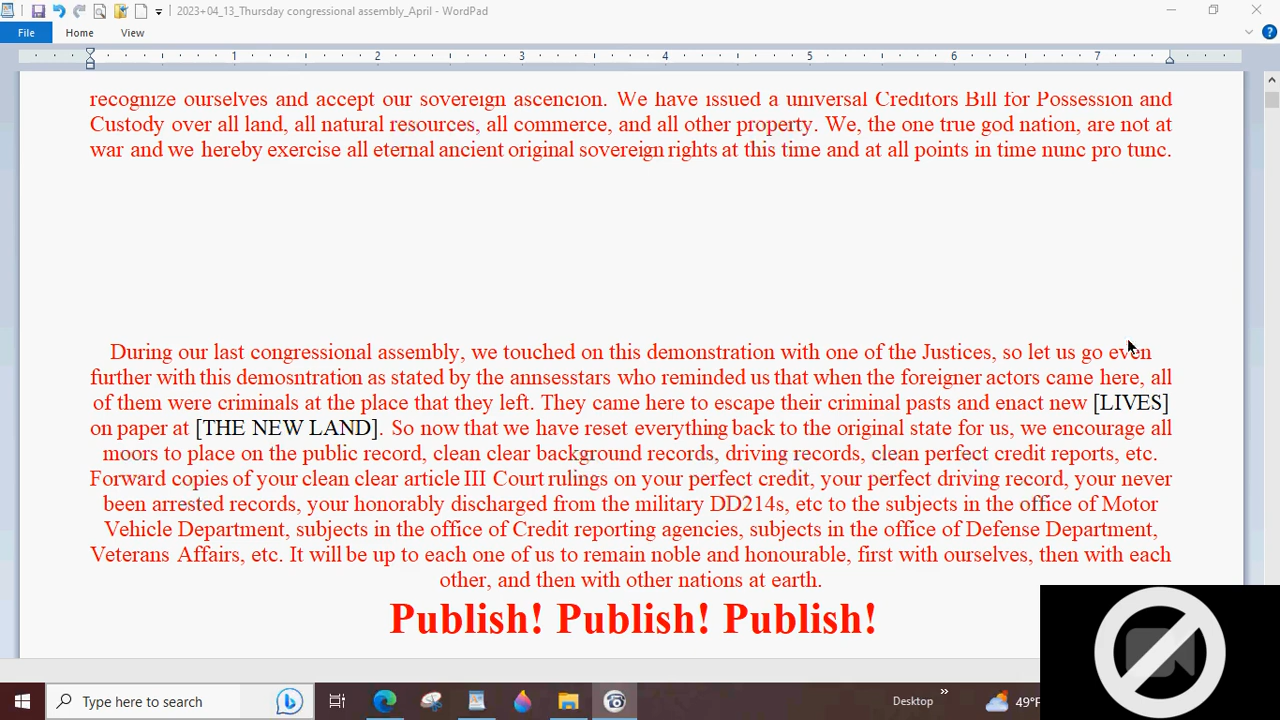 2023+04_13_Thursday congressional assembly_April - WordPad
File Home View
1 2 3 4 5 6 7
recognize ourselves and accept our sovereign ascencion. We have issued a universal Creditors Bill for Possession and
Custody over all land, all natural resources, all commerce, and all other property. We, the one true god nation, are not at
war and we hereby exercise all eternal ancient original sovereign rights at this time and at all points in time nunc pro tunc.
During our last congressional assembly, we touched on this demonstration with one of the Justices, so let us go even
further with this demosntration as stated by the annsesstars who reminded us that when the foreigner actors came here, all
of them were criminals at the place that they left. They came here to escape their criminal pasts and enact new [LIVES]
on paper at [THE NEW LAND]. So now that we have reset everything back to the original state for us, we encourage all
moors to place on the public record, clean clear background records, driving records, clean perfect credit reports, etc.
Forward copies of your clean clear article III Court rulings on your perfect credit, your perfect driving record, your never
been arrested records, your honorably discharged from the military DD214s, etc to the subjects in the office of Motor
Vehicle Department, subjects in the office of Credit reporting agencies, subjects in the office of Defense Department,
Veterans Affairs, etc. It will be up to each one of us to remain noble and honourable, first with ourselves, then with each
other, and then with other nations at earth.
Publish! Publish! Publish!
Type here to search
Desktop
49°F